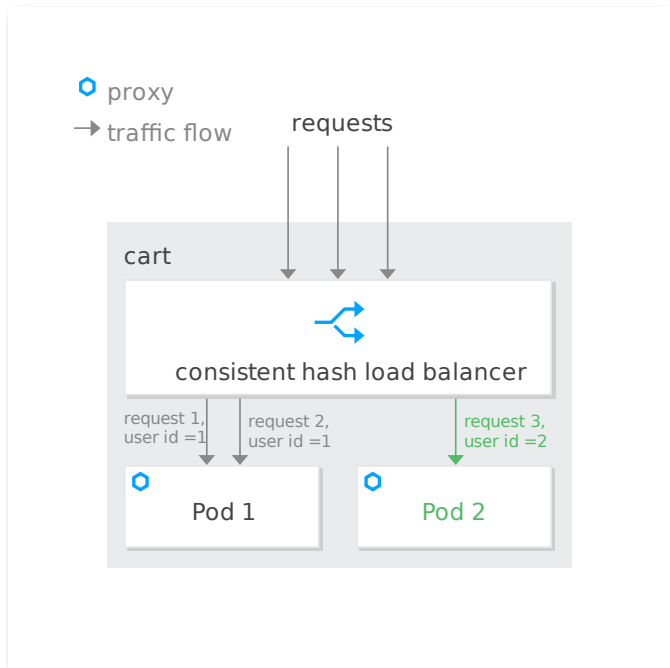 proxy
traffic flow
requests
cart
consistent hash load balancer
request 1,
user id =1
request 2,
user id =1
request 3,
user id =2
Pod 1
Pod 2